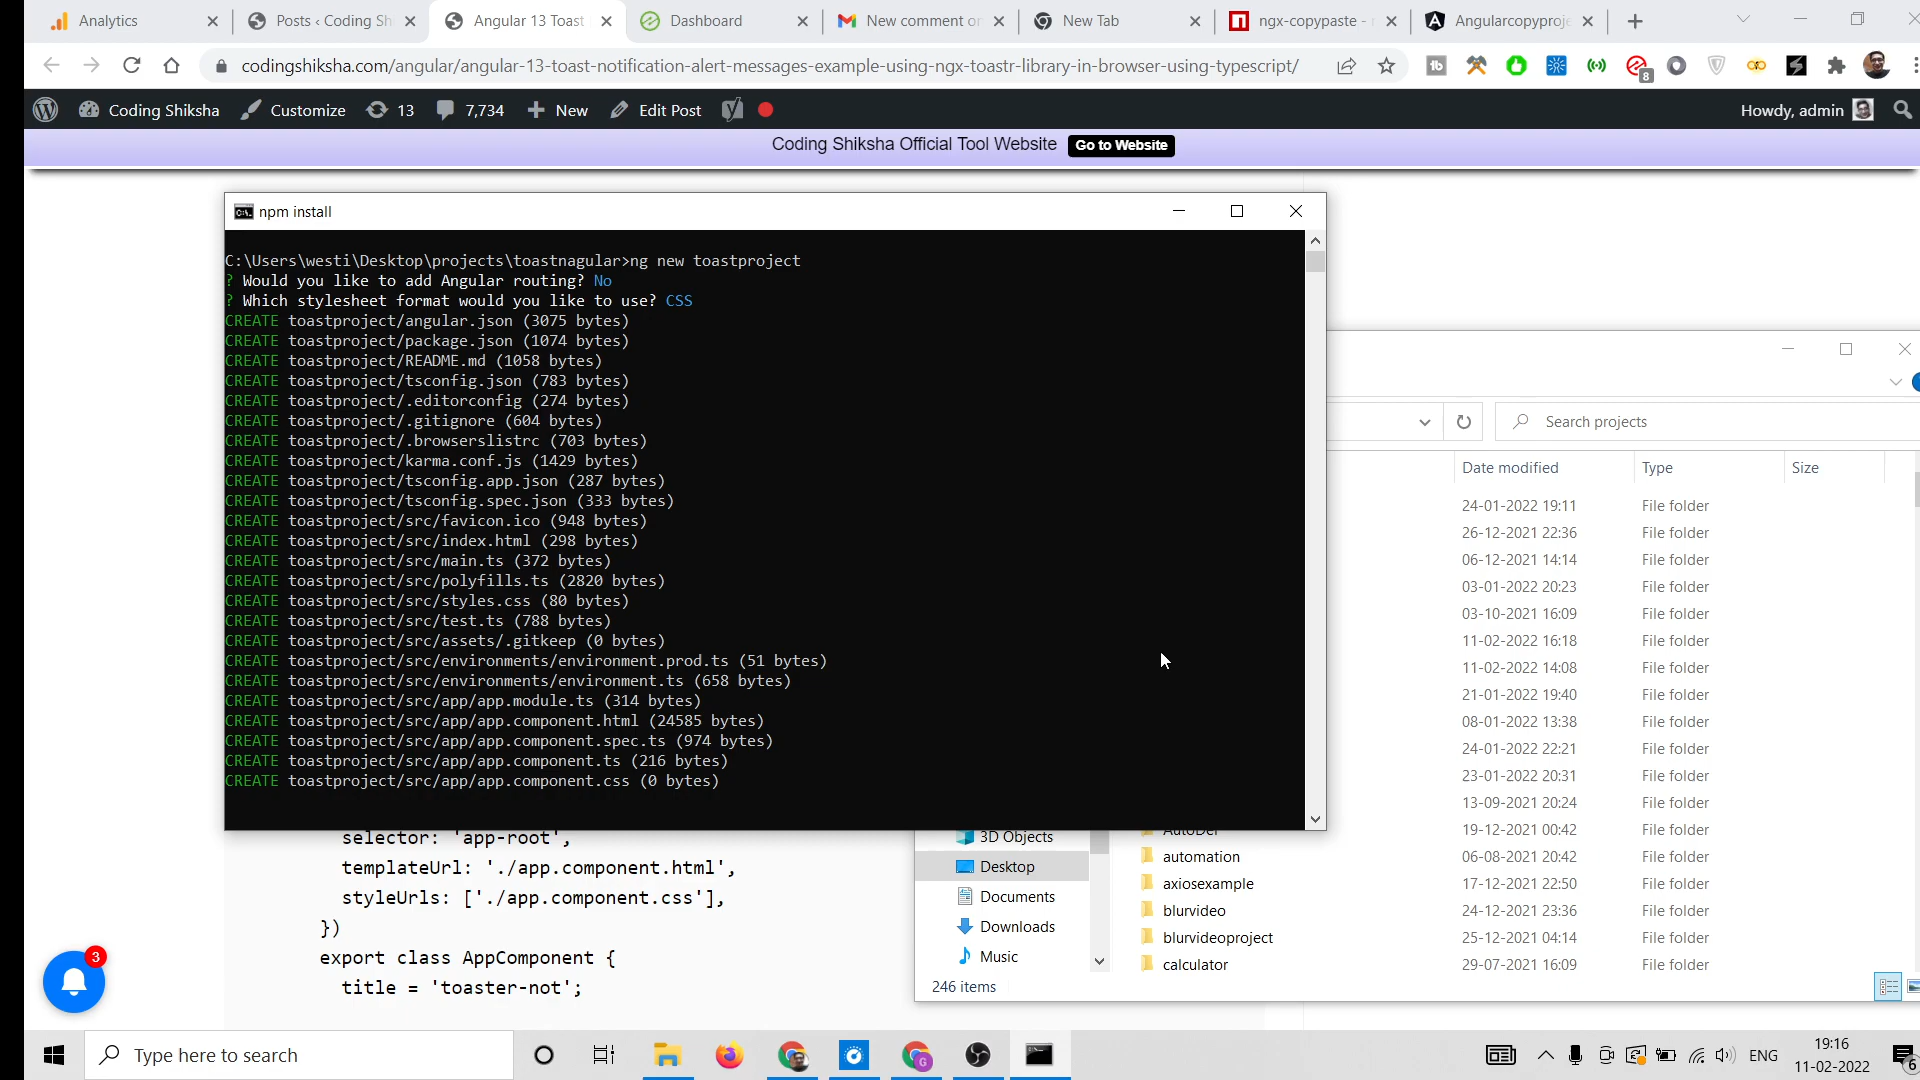 Analytics
Posts ‹ Coding Sh
Angular 13 Toast
Dashboard
New comment on
New Tab
ngx-copypaste -
Angularcopyproje
codingshiksha.com/angular/angular-13-toast-notification-alert-messages-example-using-ngx-toastr-library-in-browser-using-typescript/
8
Coding Shiksha
Customize
13
7,734
New
Edit Post
Howdy, admin
Coding Shiksha Official Tool Website
Go to Website
npm install
C:\Users\westi\Desktop\projects\toastnagular>ng new toastproject
? Would you like to add Angular routing? No
? Which stylesheet format would you like to use? CSS
CREATE toastproject/angular.json (3075 bytes)
CREATE toastproject/package.json (1074 bytes)
CREATE toastproject/README.md (1058 bytes)
CREATE toastproject/tsconfig.json (783 bytes)
CREATE toastproject/.editorconfig (274 bytes)
CREATE toastproject/.gitignore (604 bytes)
CREATE toastproject/.browserslistrc (703 bytes)
CREATE toastproject/karma.conf.js (1429 bytes)
CREATE toastproject/tsconfig.app.json (287 bytes)
CREATE toastproject/tsconfig.spec.json (333 bytes)
CREATE toastproject/src/favicon.ico (948 bytes)
CREATE toastproject/src/index.html (298 bytes)
CREATE toastproject/src/main.ts (372 bytes)
CREATE toastproject/src/polyfills.ts (2820 bytes)
CREATE toastproject/src/styles.css (80 bytes)
CREATE toastproject/src/test.ts (788 bytes)
CREATE toastproject/src/assets/.gitkeep (0 bytes)
CREATE toastproject/src/environments/environment.prod.ts (51 bytes)
CREATE toastproject/src/environments/environment.ts (658 bytes)
CREATE toastproject/src/app/app.module.ts (314 bytes)
CREATE toastproject/src/app/app.component.html (24585 bytes)
CREATE toastproject/src/app/app.component.spec.ts (974 bytes)
CREATE toastproject/src/app/app.component.ts (216 bytes)
CREATE toastproject/src/app/app.component.css (0 bytes)
Search projects
Date modified
Type
Size
24-01-2022 19:11 File folder
26-12-2021 22:36 File folder
06-12-2021 14:14 File folder
03-01-2022 20:23 File folder
03-10-2021 16:09 File folder
11-02-2022 16:18 File folder
11-02-2022 14:08 File folder
21-01-2022 19:40 File folder
08-01-2022 13:38 File folder
24-01-2022 22:21 File folder
23-01-2022 20:31 File folder
13-09-2021 20:24 File folder
AutoDel 19-12-2021 00:42 File folder
automation 06-08-2021 20:42 File folder
axiosexample 17-12-2021 22:50 File folder
blurvideo 24-12-2021 23:36 File folder
blurvideoproject 25-12-2021 04:14 File folder
calculator 29-07-2021 16:09 File folder
3D Objects
Desktop
Documents
Downloads
Music
246 items
selector: 'app-root',
templateUrl: './app.component.html',
styleUrls: ['./app.component.css'],
})
export class AppComponent {
title = 'toaster-not';
3
Type here to search
ENG
19:16
11-02-2022
6